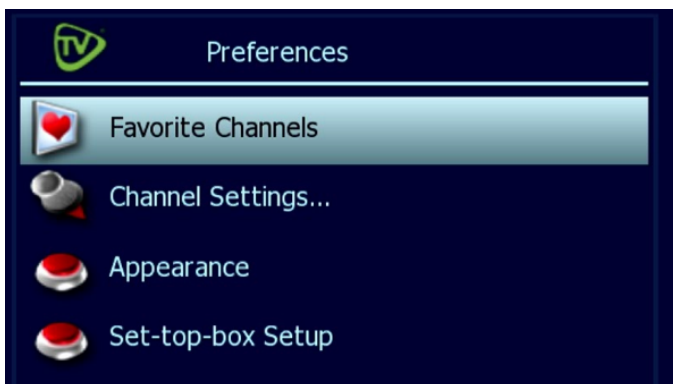 TV
Preferences
Favorite Channels
Channel Settings...
Appearance
Set-top-box Setup